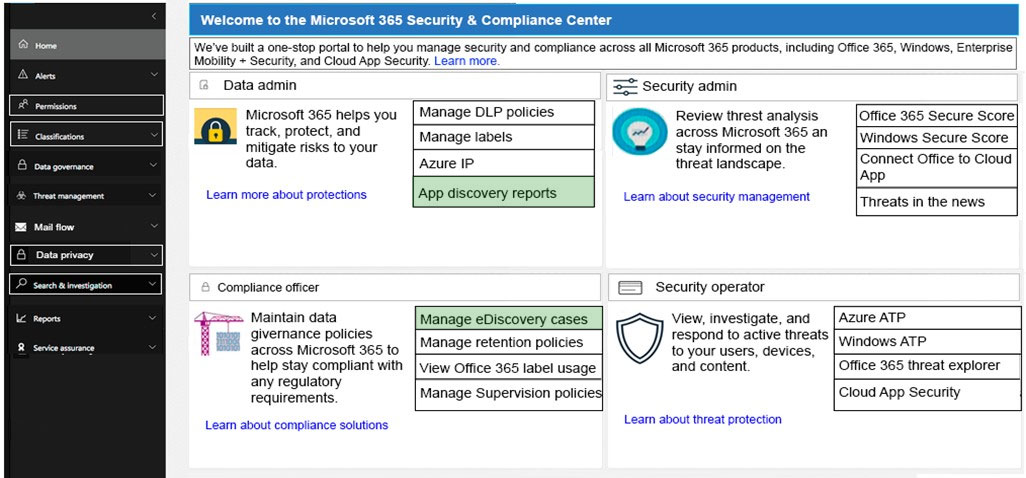 Welcome to the Microsoft 365 Security & Compliance Center
We've built a one-stop portal to help you manage security and compliance across all Microsoft 365 products, including Office 365, Windows, Enterprise
Mobility + Security, and Cloud App Security. Learn more.
Home
Alerts
Permissions
Classifications
Data governance
Threat management
Mail flow
Data privacy
Search & investigation
Reports
Service assurance
Data admin
Microsoft 365 helps you
track, protect, and
mitigate risks to your
data.
Learn more about protections
Manage DLP policies
Manage labels
Azure IP
App discovery reports
Security admin
Review threat analysis
across Microsoft 365 an
stay informed on the
threat landscape.
Learn about security management
Office 365 Secure Score
Windows Secure Score
Connect Office to Cloud
App
Threats in the news
Compliance officer
Maintain data
givernance policies
across Microsoft 365 to
help stay compliant with
any regulatory
requirements.
Learn about compliance solutions
Manage eDiscovery cases
Manage retention policies
View Office 365 label usage
Manage Supervision policies
Security operator
View, investigate, and
respond to active threats
to your users, devices,
and content.
Learn about threat protection
Azure ATP
Windows ATP
Office 365 threat explorer
Cloud App Security